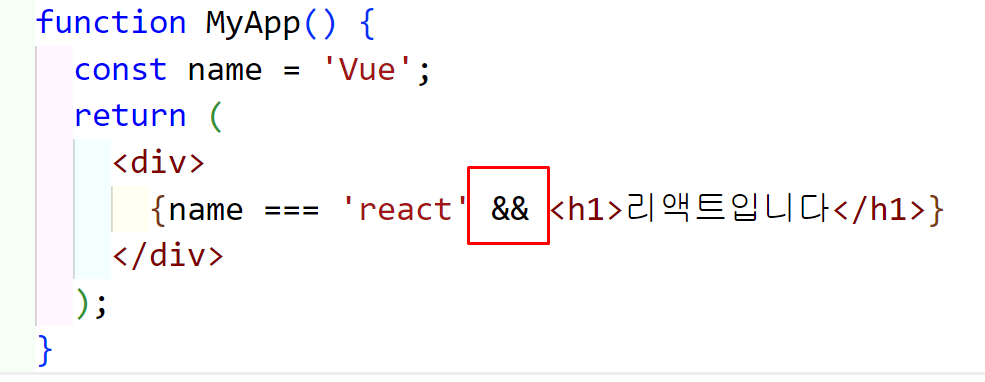 function MyApp() {
const name = 'Vue';
return (
<div>
{name === 'react' && <h1>리액트입니다</h1>}
</div>
);
}